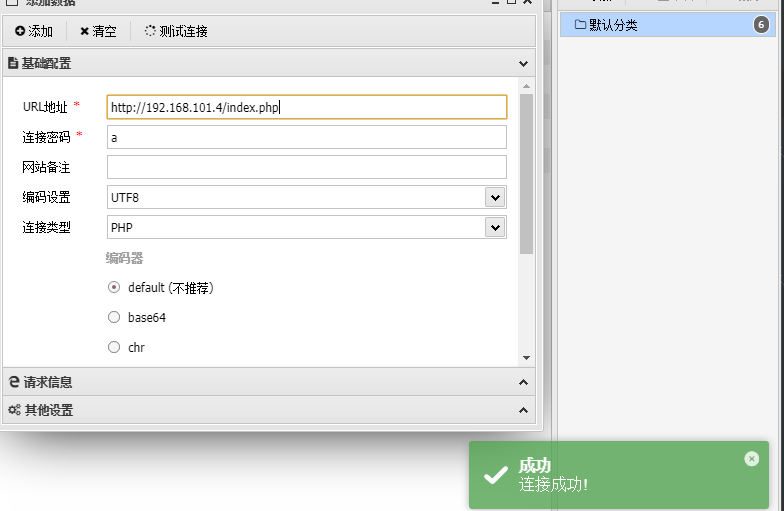 添加数据
添加 清空 测试连接
基础配置
URL地址 * http://192.168.101.4/index.php
连接密码 * a
网站备注
编码设置 UTF8
连接类型 PHP
编码器
default (不推荐)
base64
chr
请求信息
其他设置
默认分类 6
成功
连接成功!